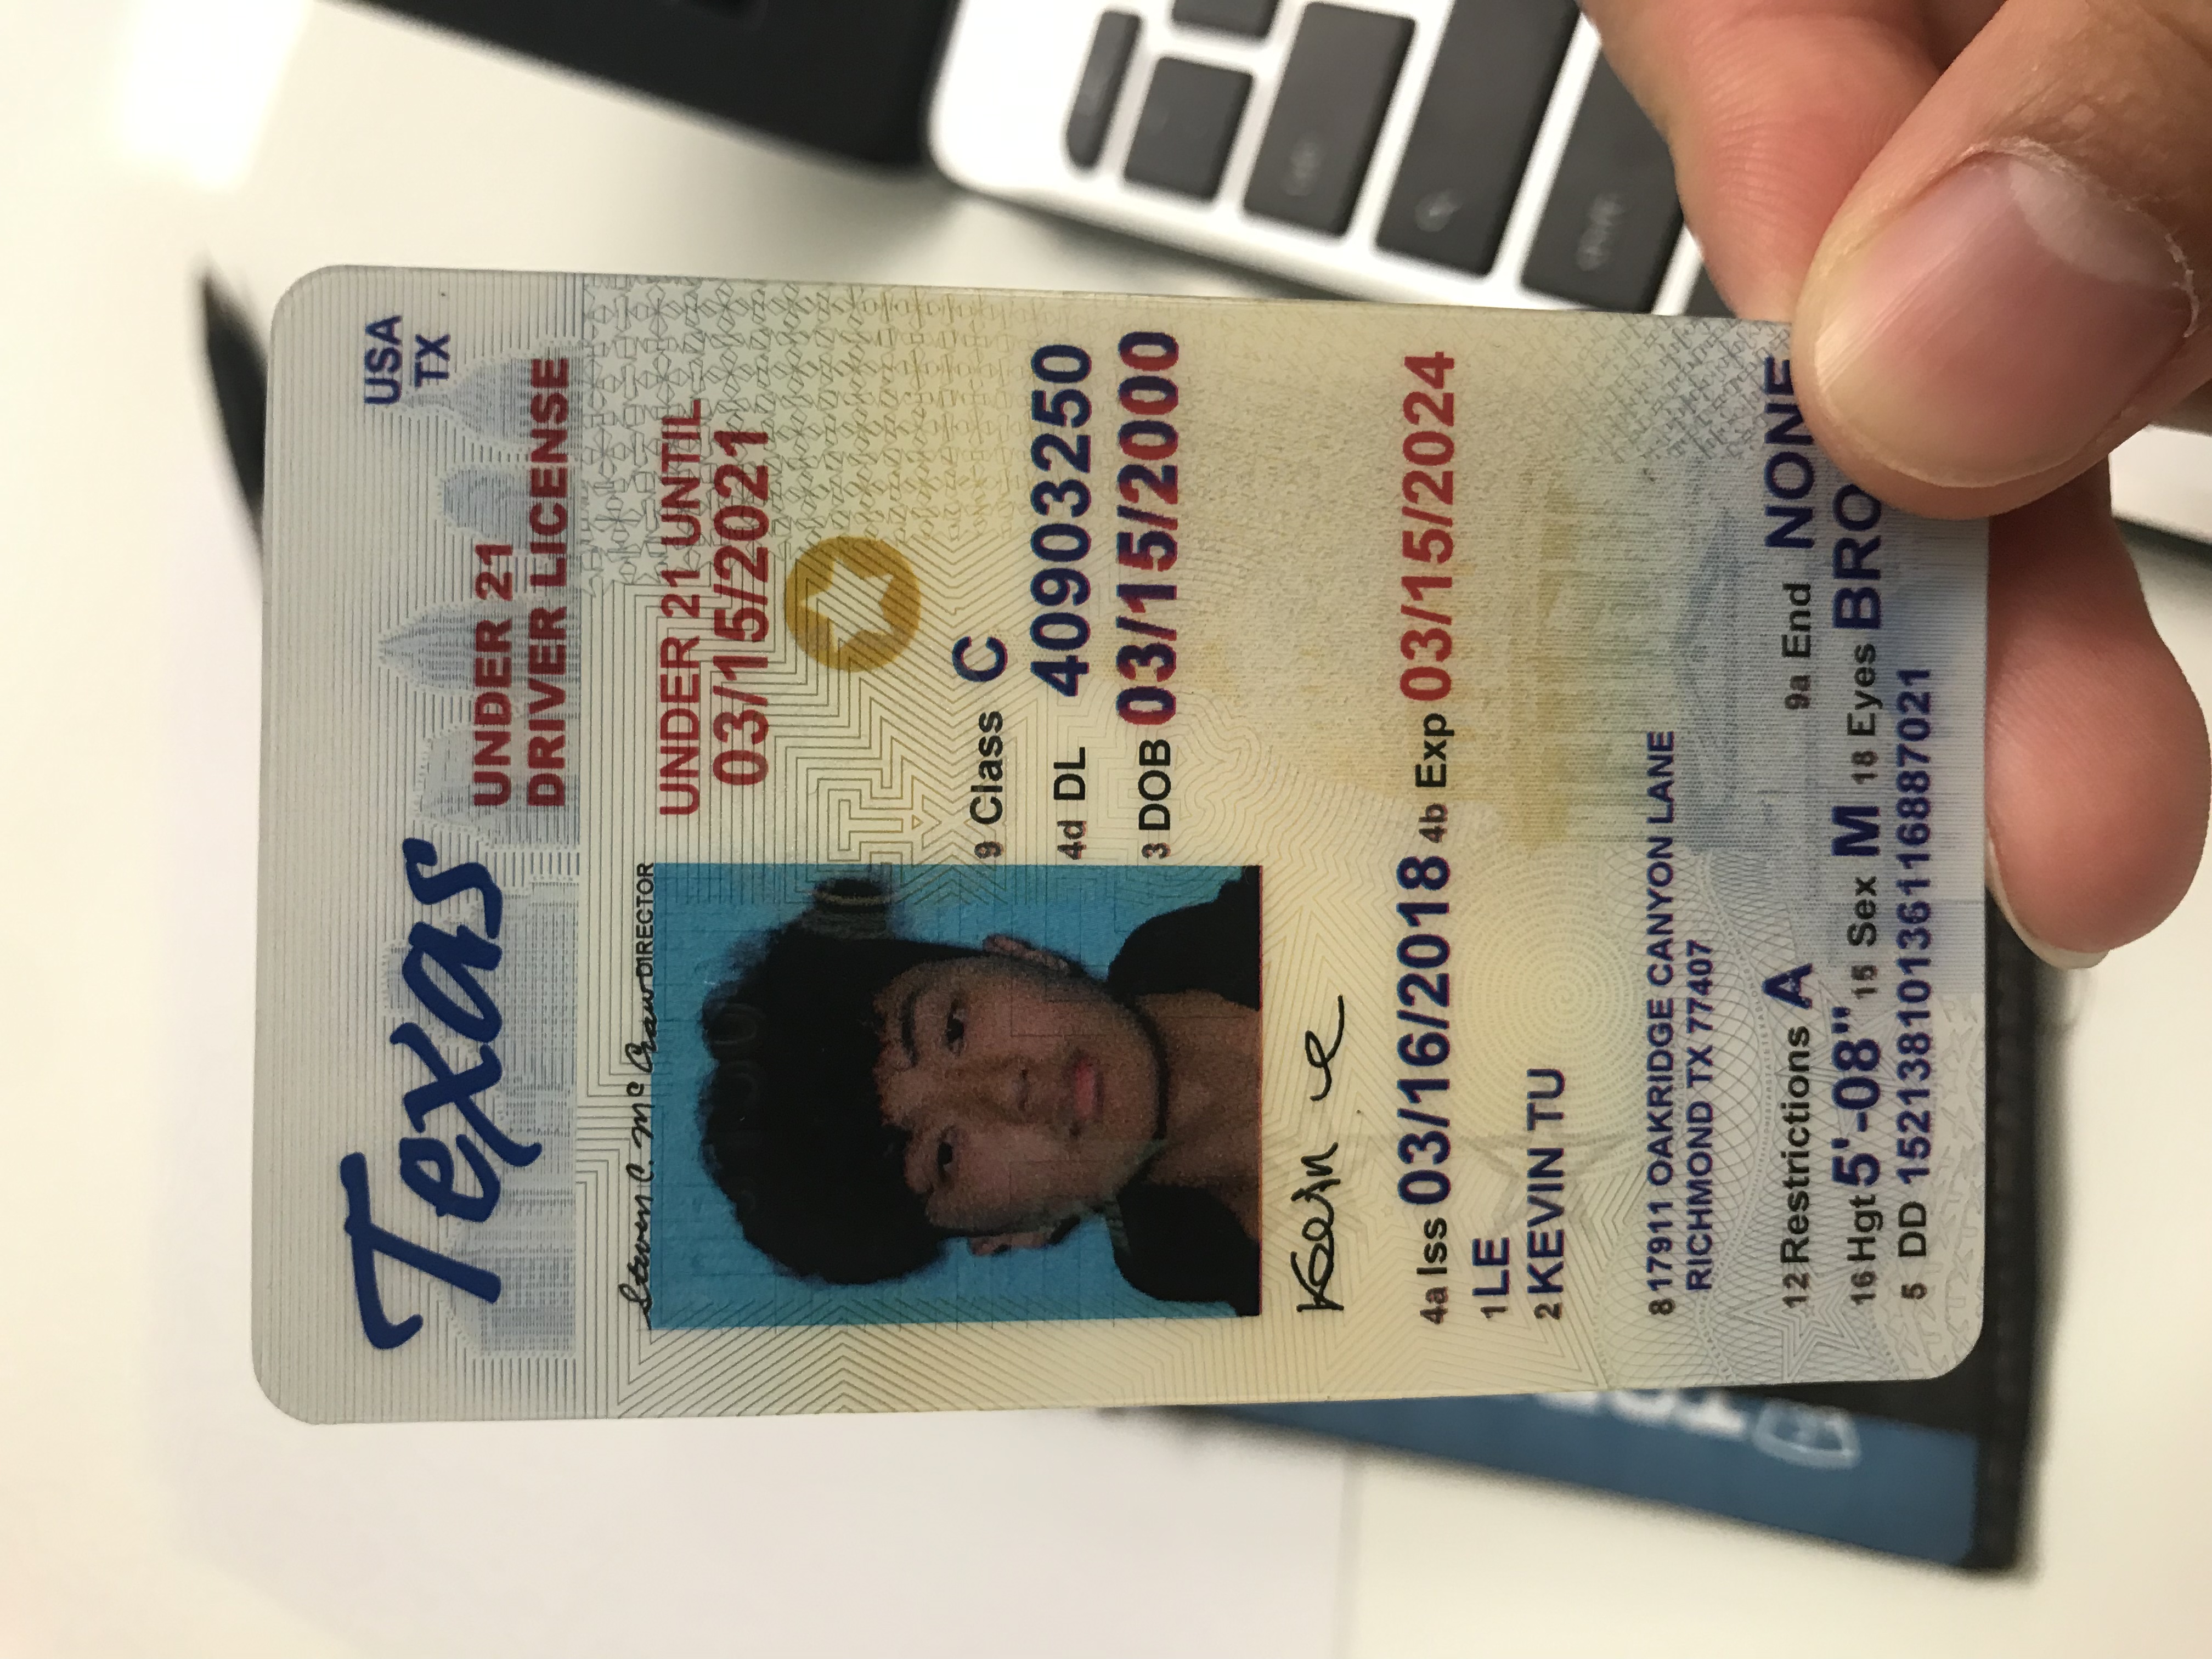 Texas
USA
TX
UNDER 21
DRIVER LICENSE
Steven C. McCraw DIRECTOR
UNDER 21 UNTIL
03/15/2021
9 Class C
4d DL 40903250
3 DOB 03/15/2000
Kevin Le
4a Iss 03/16/2018 4b Exp 03/15/2024
1 LE
2 KEVIN TU
8 17911 OAKRIDGE CANYON LANE
RICHMOND TX 77407
12 Restrictions A 9a End NONE
16 Hgt 5'-08" 15 Sex M 18 Eyes BRO
5 DD 15213810136116887021